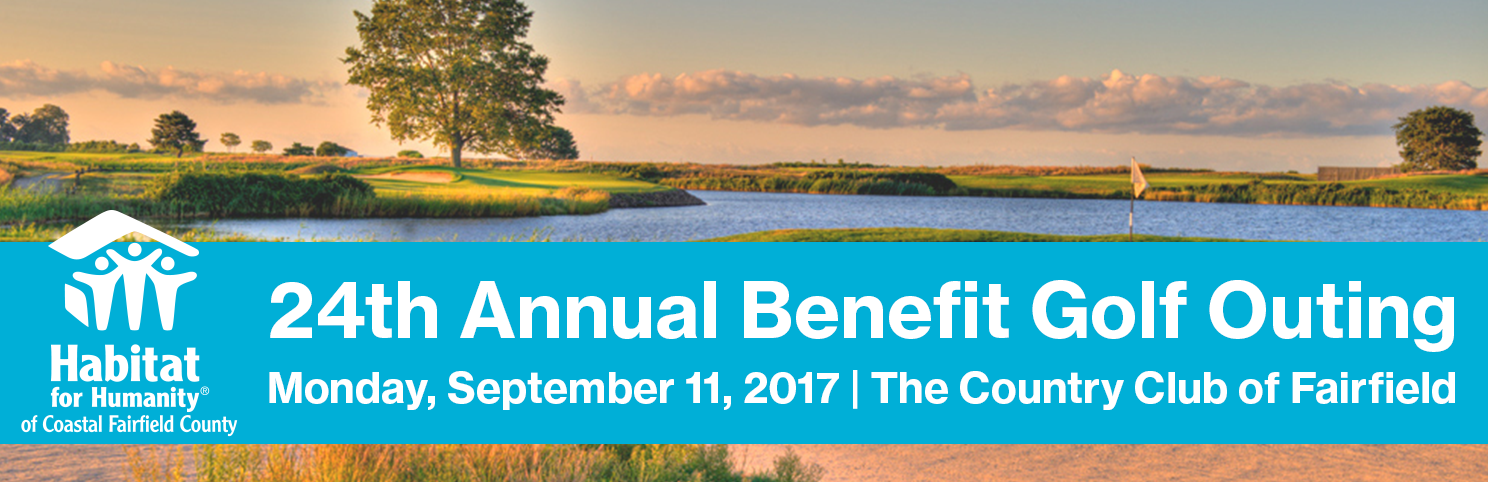 24th Annual Benefit Golf Outing
Monday, September 11, 2017 | The Country Club of Fairfield
Habitat
for Humanity®
of Coastal Fairfield County